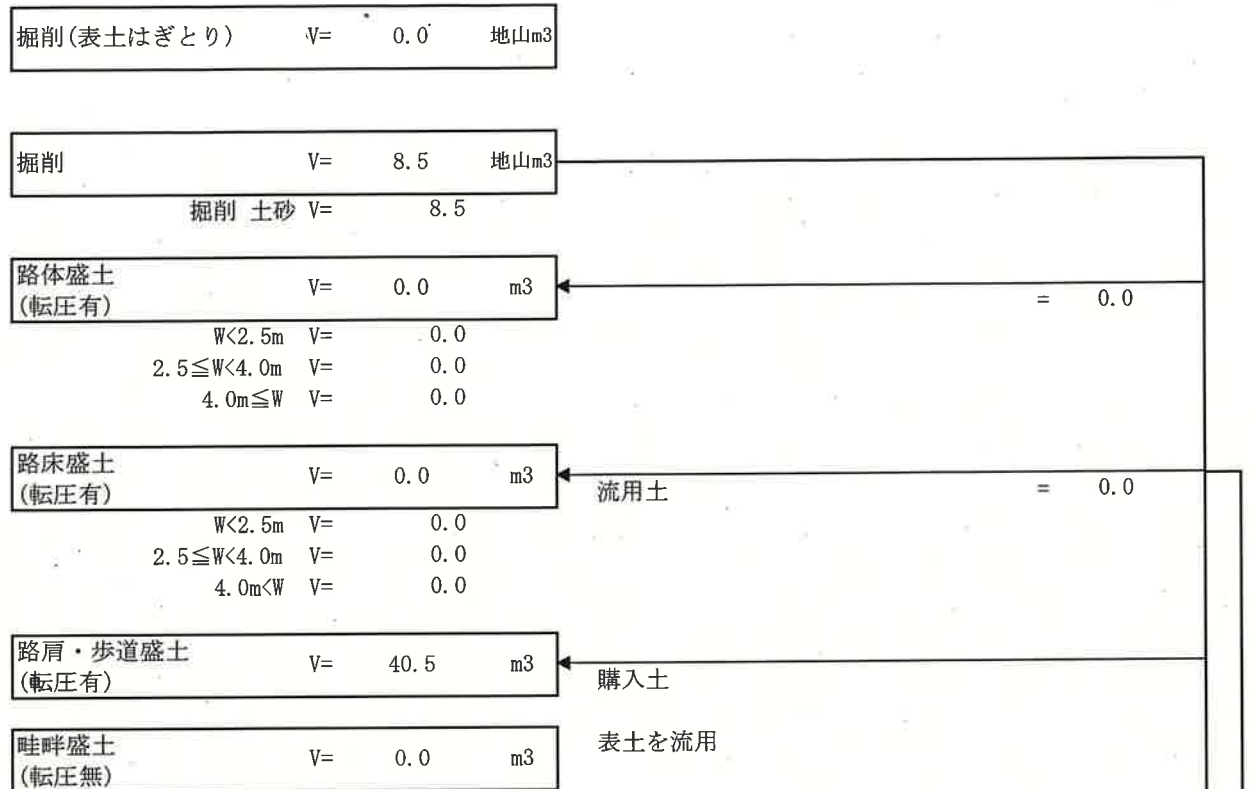 掘削(表土はぎとり) V= 0.0 地山m3
掘削 V= 8.5 地山m3
掘削 土砂 V= 8.5
路体盛土
(転圧有) V= 0.0 m3 = 0.0
W<2.5m V= 0.0
2.5≦W<4.0m V= 0.0
4.0m≦W V= 0.0
路床盛土
(転圧有) V= 0.0 m3 流用土 = 0.0
W<2.5m V= 0.0
2.5≦W<4.0m V= 0.0
4.0m<W V= 0.0
路肩・歩道盛土
(転圧有) V= 40.5 m3 購入土
畦畔盛土 表土を流用
(転圧無) V= 0.0 m3